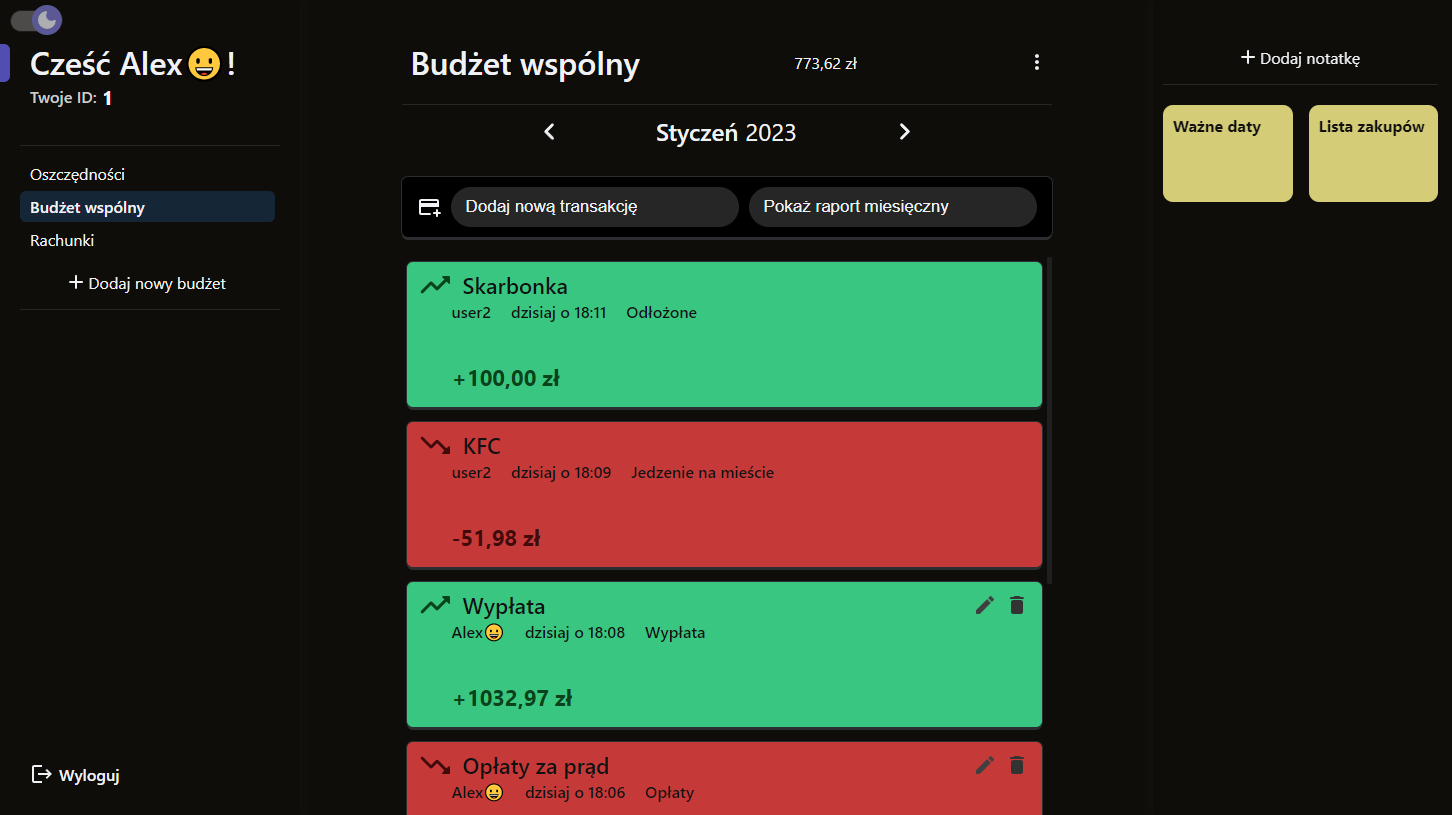 Cześć Alex😀!
Twoje ID: 1
Oszczędności
Budżet wspólny
Rachunki
+ Dodaj nowy budżet
Wyloguj
Budżet wspólny
773,62 zł
Styczeń 2023
Dodaj nową transakcję
Pokaż raport miesięczny
Skarbonka
user2 dzisiaj o 18:11 Odłożone
+100,00 zł
KFC
user2 dzisiaj o 18:09 Jedzenie na mieście
-51,98 zł
Wypłata
Alex😀 dzisiaj o 18:08 Wypłata
+1032,97 zł
Opłaty za prąd
Alex😀 dzisiaj o 18:06 Opłaty
+ Dodaj notatkę
Ważne daty
Lista zakupów